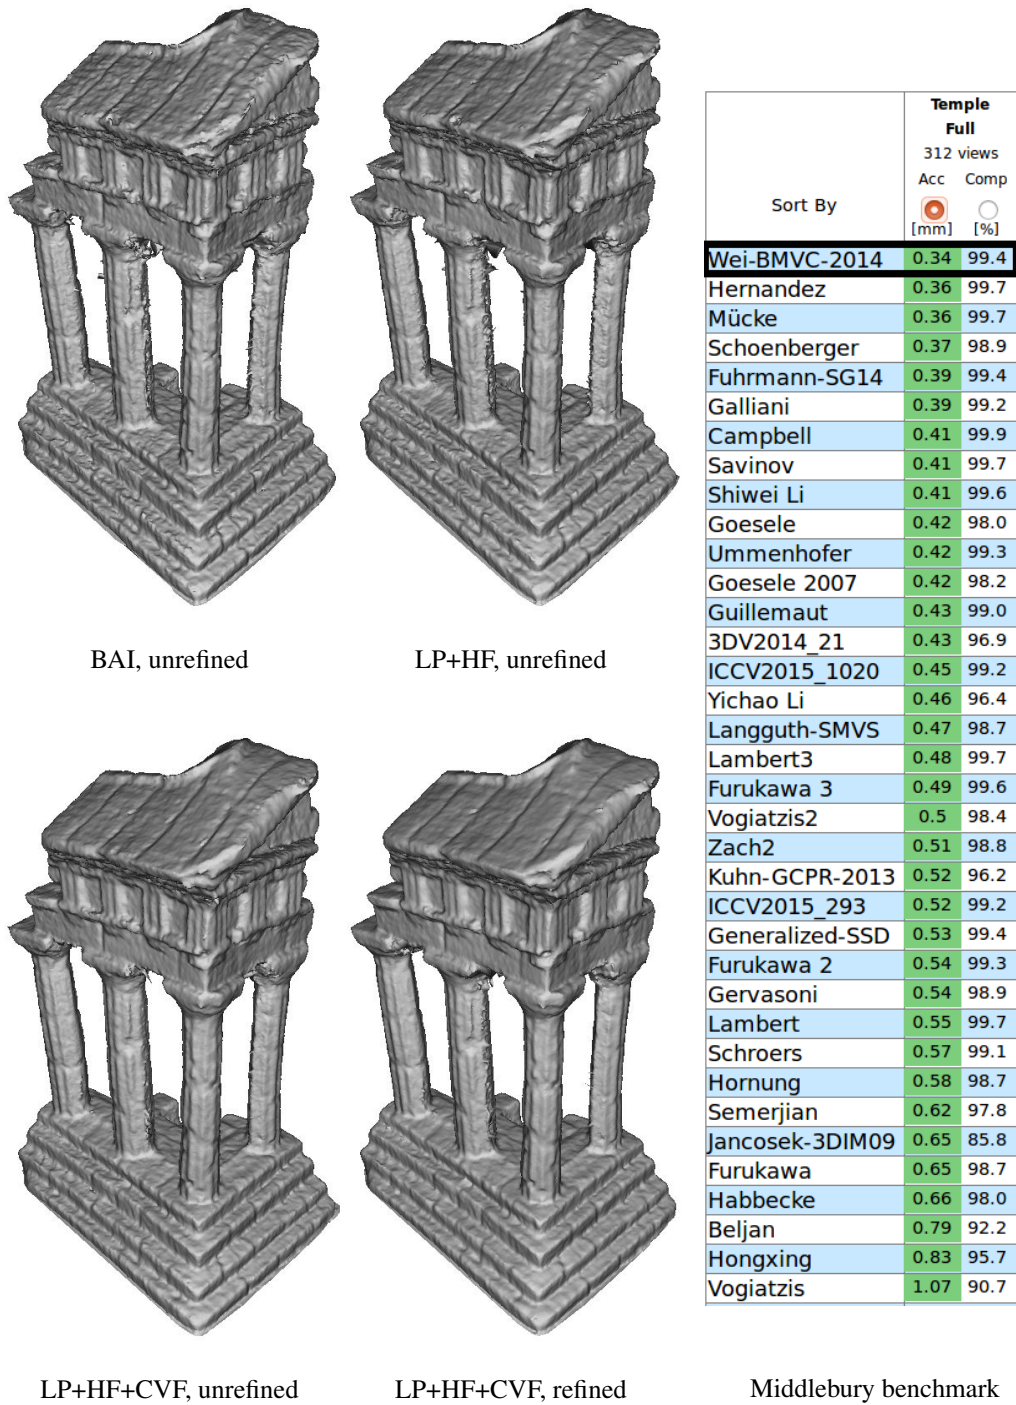 BAI, unrefined
LP+HF, unrefined
LP+HF+CVF, unrefined
LP+HF+CVF, refined
Temple
Full
312 views
Sort By
Acc Comp
[mm] [%]
Wei-BMVC-2014 0.34 99.4
Hernandez 0.36 99.7
Mücke 0.36 99.7
Schoenberger 0.37 98.9
Fuhrmann-SG14 0.39 99.4
Galliani 0.39 99.2
Campbell 0.41 99.9
Savinov 0.41 99.7
Shiwei Li 0.41 99.6
Goesele 0.42 98.0
Ummenhofer 0.42 99.3
Goesele 2007 0.42 98.2
Guillemaut 0.43 99.0
3DV2014_21 0.43 96.9
ICCV2015_1020 0.45 99.2
Yichao Li 0.46 96.4
Langguth-SMVS 0.47 98.7
Lambert3 0.48 99.7
Furukawa 3 0.49 99.6
Vogiatzis2 0.5 98.4
Zach2 0.51 98.8
Kuhn-GCPR-2013 0.52 96.2
ICCV2015_293 0.52 99.2
Generalized-SSD 0.53 99.4
Furukawa 2 0.54 99.3
Gervasoni 0.54 98.9
Lambert 0.55 99.7
Schroers 0.57 99.1
Hornung 0.58 98.7
Semerjian 0.62 97.8
Jancosek-3DIM09 0.65 85.8
Furukawa 0.65 98.7
Habbecke 0.66 98.0
Beljan 0.79 92.2
Hongxing 0.83 95.7
Vogiatzis 1.07 90.7
Middlebury benchmark